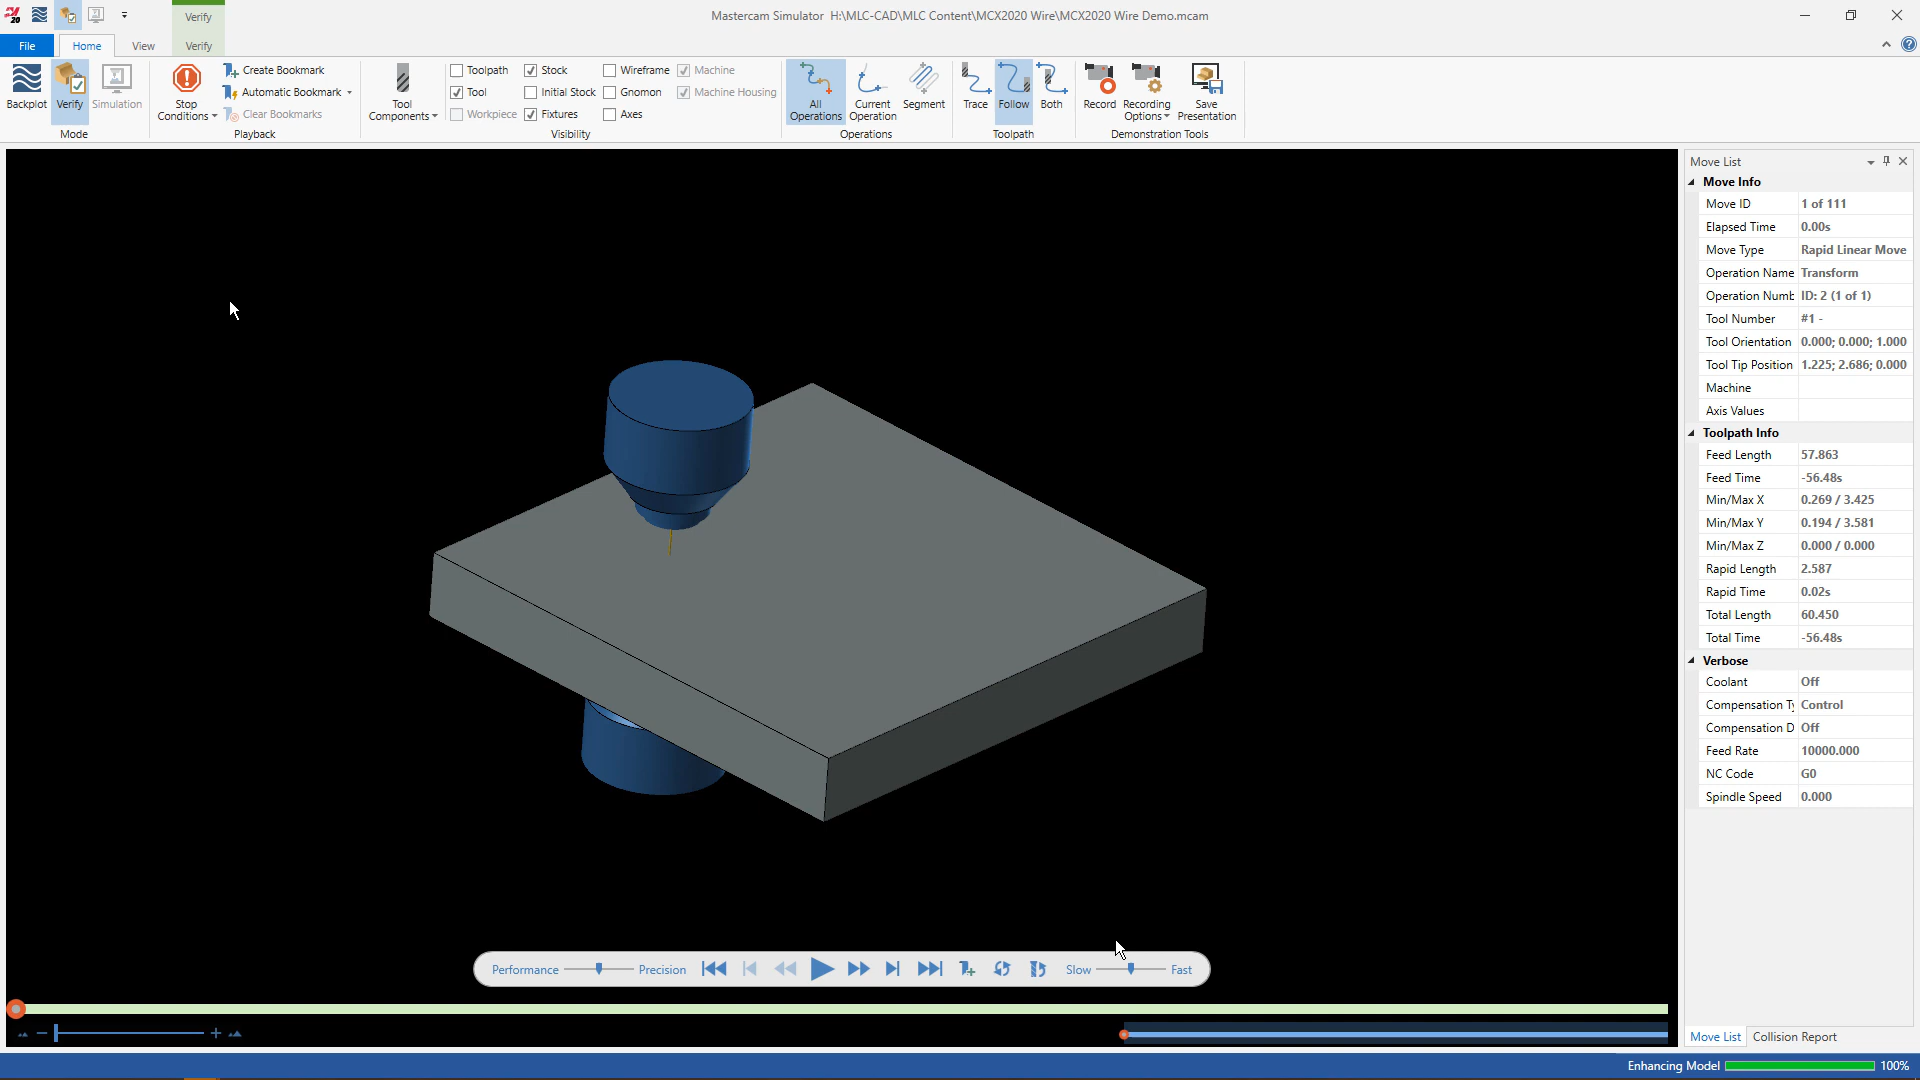 Verify
Mastercam Simulator H:\MLC-CAD\MLC Content\MCX2020 Wire\MCX2020 Wire Demo.mcam
20
File
Home
View
Verify
Backplot
Verify
Simulation
Mode
Stop Conditions
Create Bookmark
Automatic Bookmark
Clear Bookmarks
Playback
Tool Components
Toolpath
Stock
Wireframe
Machine
Tool
Initial Stock
Gnomon
Machine Housing
Workpiece
Fixtures
Axes
Visibility
All Operations
Current Operation
Segment
Operations
Trace
Follow
Both
Toolpath
Record
Recording Options
Save Presentation
Demonstration Tools
Move List
Move Info
Move ID 1 of 111
Elapsed Time 0.00s
Move Type Rapid Linear Move
Operation Name Transform
Operation Numb ID: 2 (1 of 1)
Tool Number #1 -
Tool Orientation 0.000; 0.000; 1.000
Tool Tip Position 1.225; 2.686; 0.000
Machine
Axis Values
Toolpath Info
Feed Length 57.863
Feed Time -56.48s
Min/Max X 0.269 / 3.425
Min/Max Y 0.194 / 3.581
Min/Max Z 0.000 / 0.000
Rapid Length 2.587
Rapid Time 0.02s
Total Length 60.450
Total Time -56.48s
Verbose
Coolant Off
Compensation Ty Control
Compensation D Off
Feed Rate 10000.000
NC Code G0
Spindle Speed 0.000
Performance
Precision
Slow
Fast
Move List
Collision Report
Enhancing Model 100%